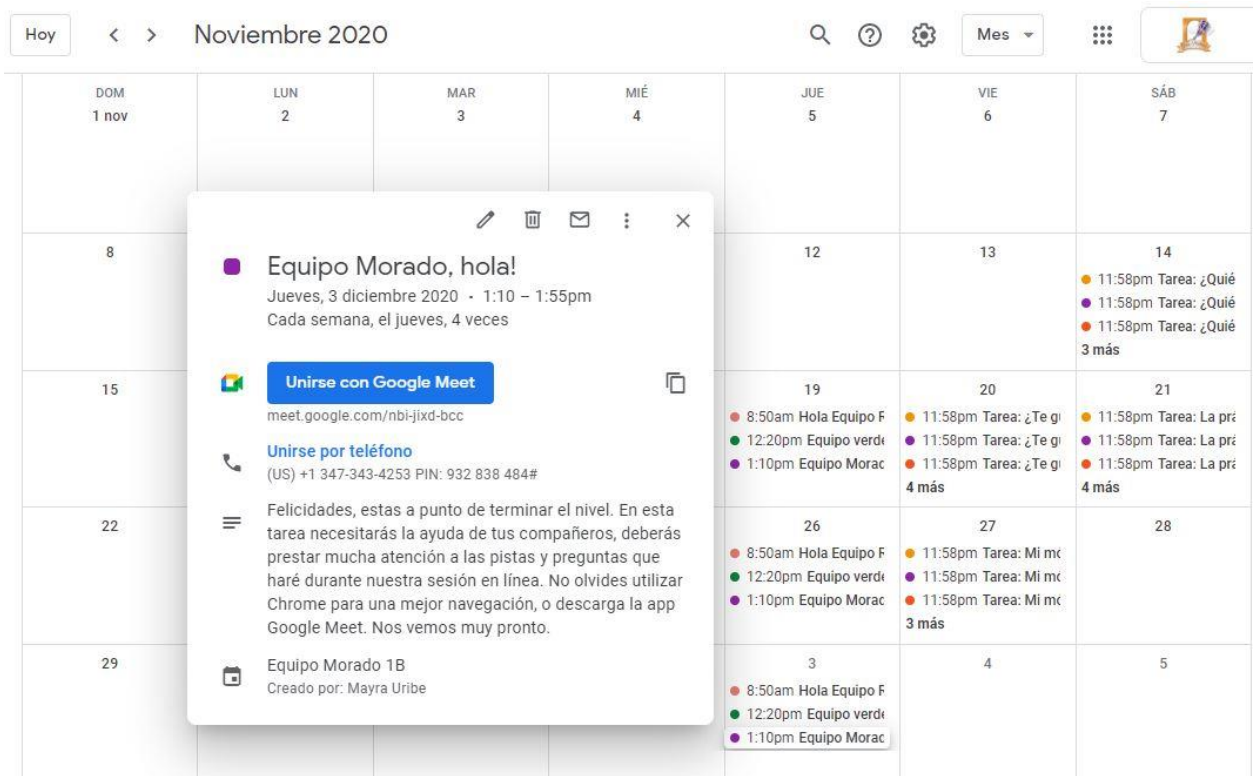 Hoy
Noviembre 2020
Mes
DOM LUN MAR MIÉ JUE VIE SÁB
1 nov 2 3 4 5 6 7
8 12 13 14
11:58pm Tarea: ¿Quié
11:58pm Tarea: ¿Quié
11:58pm Tarea: ¿Quié
3 más
Equipo Morado, hola!
Jueves, 3 diciembre 2020 · 1:10 – 1:55pm
Cada semana, el jueves, 4 veces
Unirse con Google Meet
meet.google.com/nbi-jixd-bcc
Unirse por teléfono
(US) +1 347-343-4253 PIN: 932 838 484#
Felicidades, estas a punto de terminar el nivel. En esta
tarea necesitarás la ayuda de tus compañeros, deberás
prestar mucha atención a las pistas y preguntas que
haré durante nuestra sesión en línea. No olvides utilizar
Chrome para una mejor navegación, o descarga la app
Google Meet. Nos vemos muy pronto.
Equipo Morado 1B
Creado por: Mayra Uribe
15 19 20 21
8:50am Hola Equipo R 11:58pm Tarea: ¿Te gu 11:58pm Tarea: La prá
12:20pm Equipo verde 11:58pm Tarea: ¿Te gu 11:58pm Tarea: La prá
1:10pm Equipo Morac 11:58pm Tarea: ¿Te gu 11:58pm Tarea: La prá
4 más 4 más
22 26 27 28
8:50am Hola Equipo R 11:58pm Tarea: Mi mo
12:20pm Equipo verde 11:58pm Tarea: Mi mo
1:10pm Equipo Morac 11:58pm Tarea: Mi mo
3 más
29 3 4 5
8:50am Hola Equipo R
12:20pm Equipo verde
1:10pm Equipo Morac